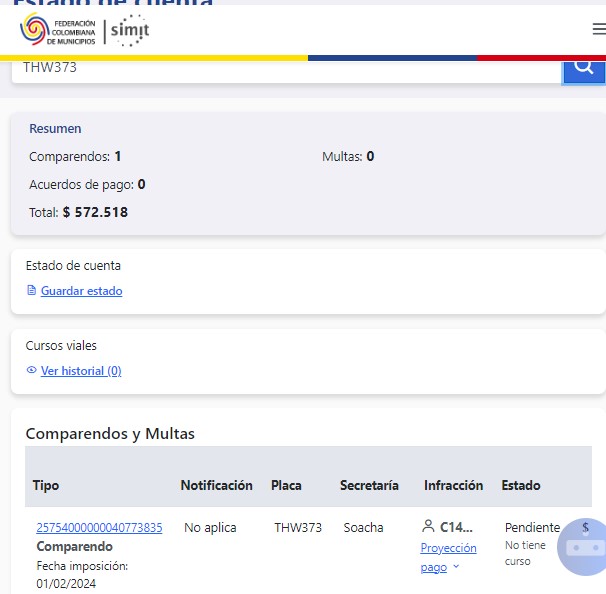 Estado de cuenta
FEDERACIÓN
COLOMBIANA
DE MUNICIPIOS
simit
THW373
Resumen
Comparendos: 1
Multas: 0
Acuerdos de pago: 0
Total: $ 572.518
Estado de cuenta
Guardar estado
Cursos viales
Ver historial (0)
Comparendos y Multas
Tipo Notificación Placa Secretaría Infracción Estado
25754000000040773835 No aplica THW373 Soacha C14... Pendiente $
Comparendo
Fecha imposición:
01/02/2024
Proyección
pago
No tiene
curso